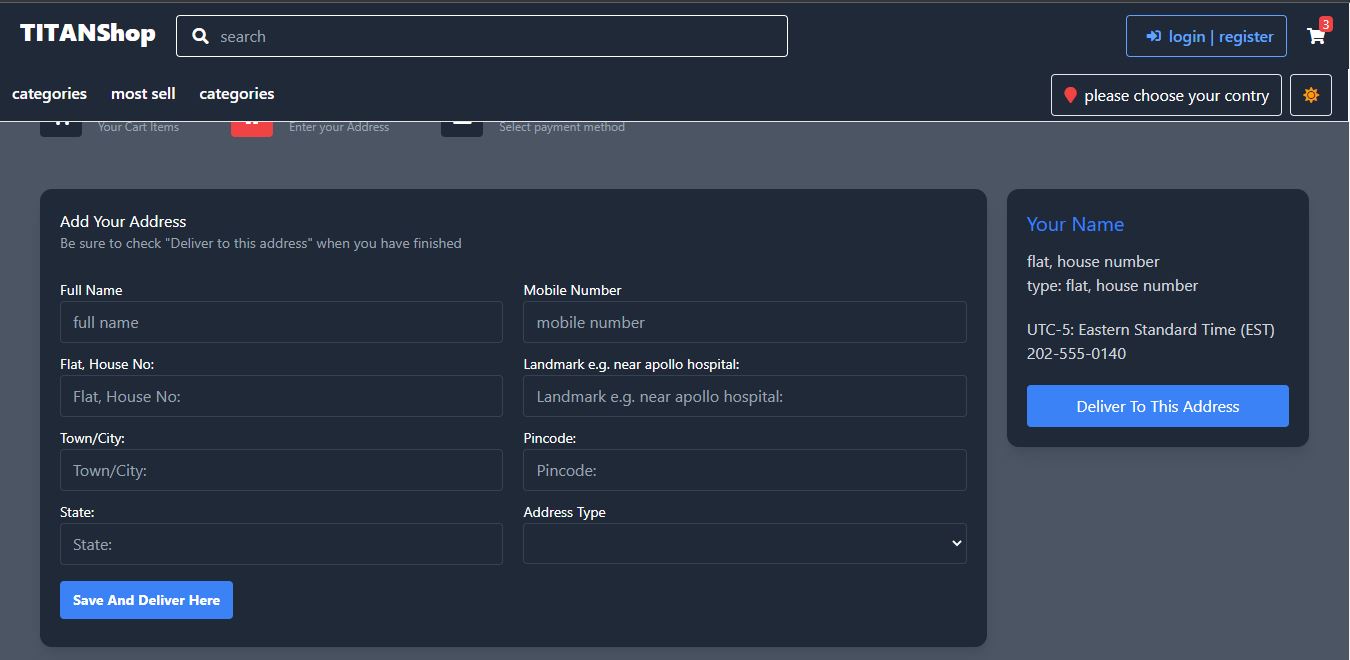 TITANShop
search
login | register
3
categories
most sell
categories
please choose your contry
Your Cart Items
Enter your Address
Select payment method
Add Your Address
Be sure to check "Deliver to this address" when you have finished
Full Name
Mobile Number
full name
mobile number
Flat, House No:
Landmark e.g. near apollo hospital:
Flat, House No:
Landmark e.g. near apollo hospital:
Town/City:
Pincode:
Town/City:
Pincode:
State:
Address Type
State:
Save And Deliver Here
Your Name
flat, house number
type: flat, house number
UTC-5: Eastern Standard Time (EST)
202-555-0140
Deliver To This Address